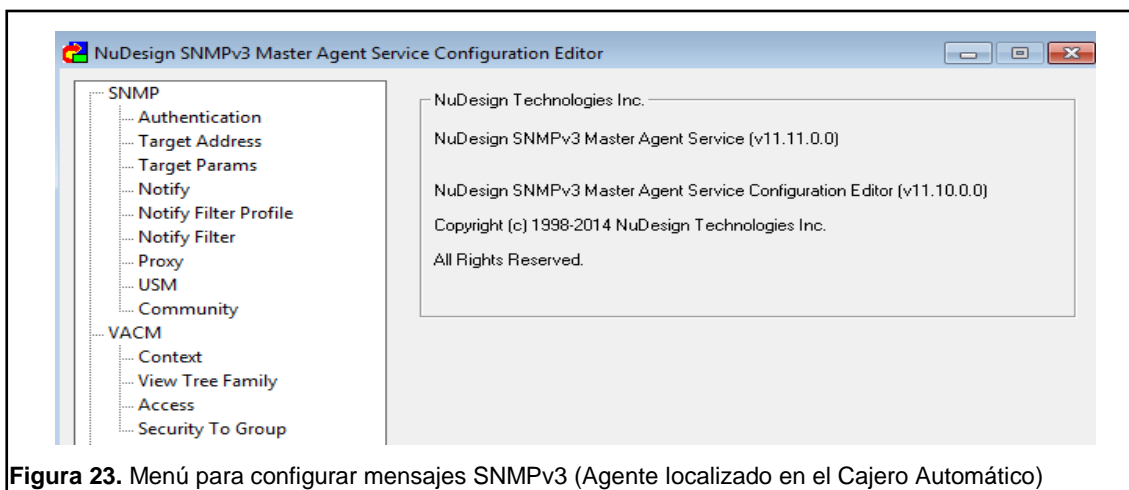 NuDesign SNMPv3 Master Agent Service Configuration Editor
SNMP
Authentication
Target Address
Target Params
Notify
Notify Filter Profile
Notify Filter
Proxy
USM
Community
VACM
Context
View Tree Family
Access
Security To Group
NuDesign Technologies Inc.
NuDesign SNMPv3 Master Agent Service (v11.11.0.0)
NuDesign SNMPv3 Master Agent Service Configuration Editor (v11.10.0.0)
Copyright (c) 1998-2014 NuDesign Technologies Inc.
All Rights Reserved.
Figura 23. Menú para configurar mensajes SNMPv3 (Agente localizado en el Cajero Automático)